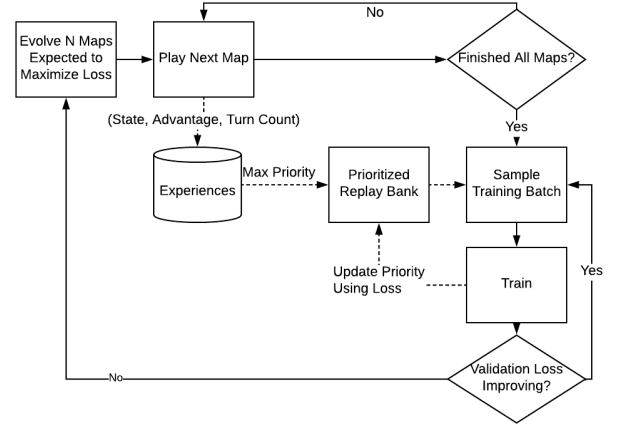 No
Evolve N Maps
Expected to
Maximize Loss
Play Next Map
Finished All Maps?
(State, Advantage, Turn Count)
Yes
Experiences
Max Priority
Prioritized
Replay Bank
Sample
Training Batch
Update Priority
Using Loss
Train
Yes
Validation Loss
Improving?
No